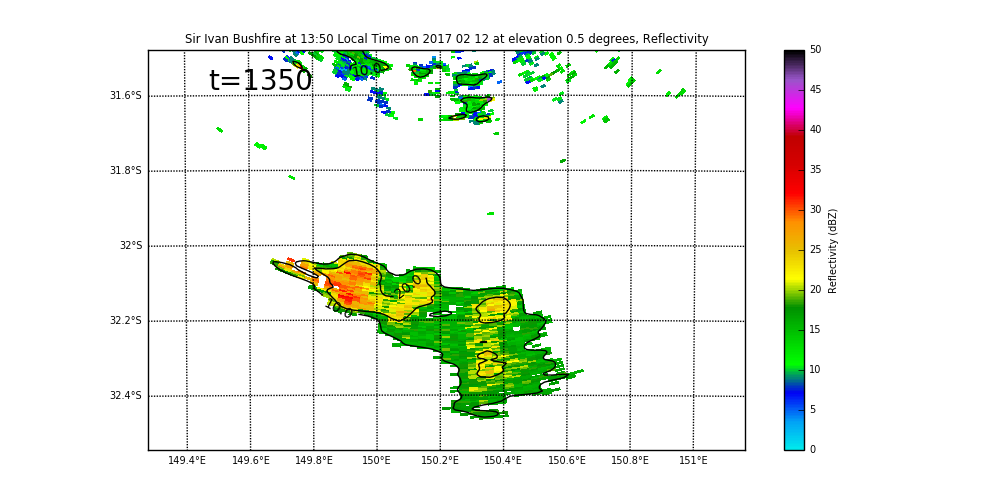 Sir Ivan Bushfire at 13:50 Local Time on 2017 02 12 at elevation 0.5 degrees, Reflectivity
t=1350
10.0
31.6°S
31.8°S
32°S
32.2°S
32.4°S
20.0
10.0
149.4°E 149.6°E 149.8°E 150°E 150.2°E 150.4°E 150.6°E 150.8°E 151°E
50
45
40
35
30
25
20
15
10
5
0
Reflectivity (dBZ)